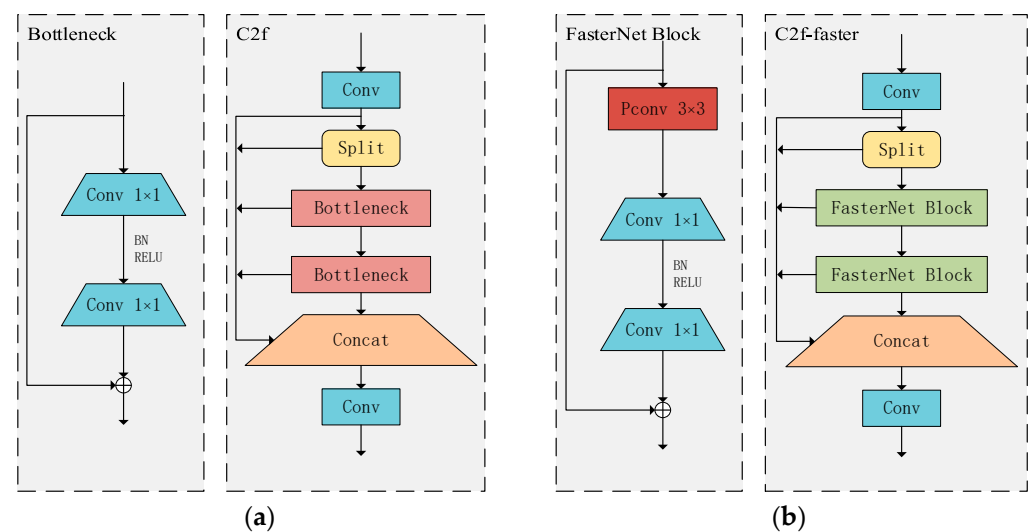 Bottleneck
Conv 1×1
BN
RELU
Conv 1×1
C2f
Conv
Split
Bottleneck
Bottleneck
Concat
Conv
(a)
FasterNet Block
Pconv 3×3
Conv 1×1
BN
RELU
Conv 1×1
C2f-faster
Conv
Split
FasterNet Block
FasterNet Block
Concat
Conv
(b)